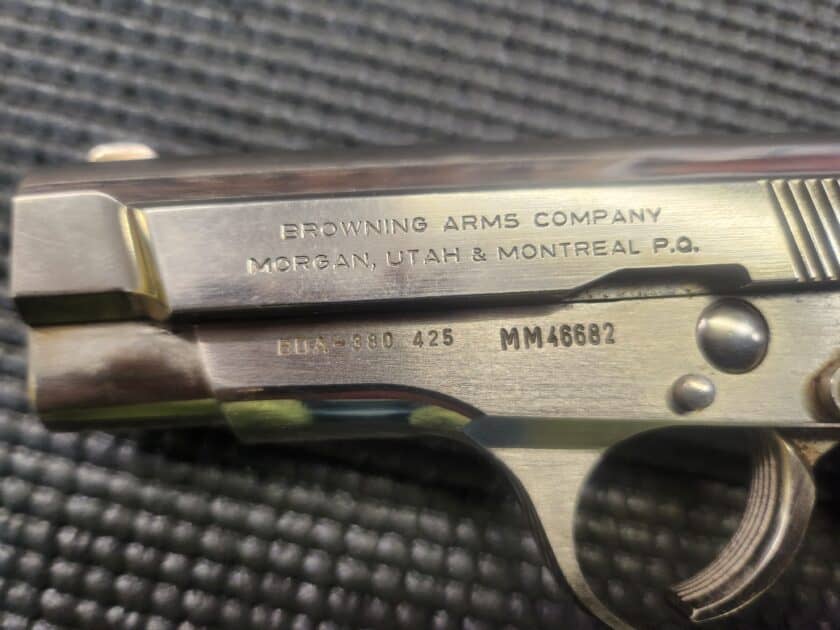 BROWNING ARMS COMPANY
MORGAN, UTAH & MONTREAL P.Q.
BDA-380 425 MM46682